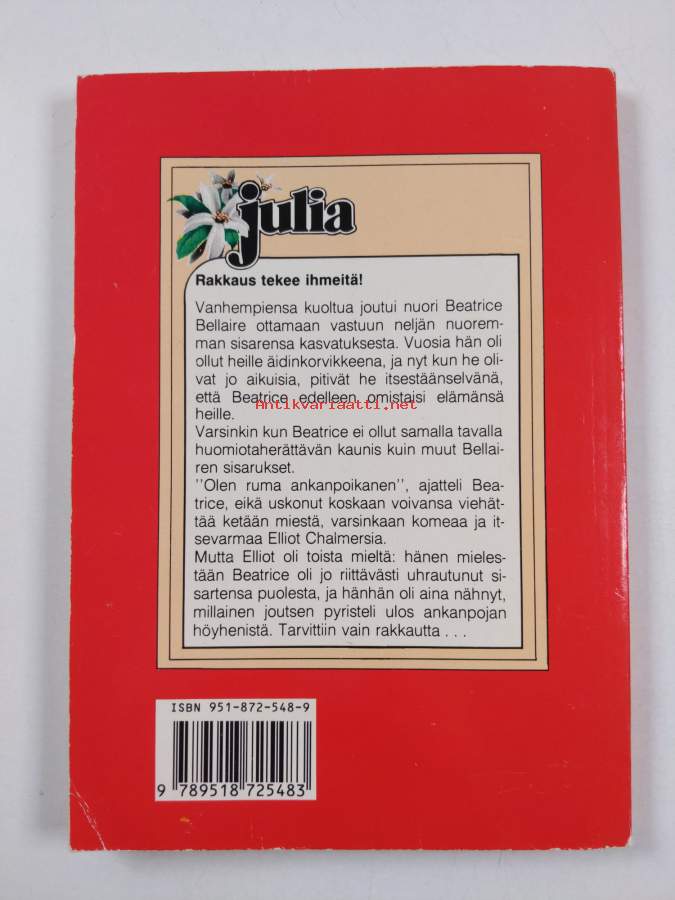 julia
Rakkaus tekee ihmeitä!
Vanhempiensa kuoltua joutui nuori Beatrice
Bellaire ottamaan vastuun neljän nuorem-
man sisarensa kasvatuksesta. Vuosia hän oli
ollut heille äidinkorvikkeena, ja nyt kun he oli-
vat jo aikuisia, pitivät he itsestäänselvänä,
että Beatrice edelleen omistaisi elämänsä
Antikvariaatti.net
heille.
Varsinkin kun Beatrice ei ollut samalla tavalla
huomiotaherättävän kaunis kuin muut Bellai-
ren sisarukset.
''Olen ruma ankanpoikanen'', ajatteli Bea-
trice, eikä uskonut koskaan voivansa viehät-
tää ketään miestä, varsinkaan komeaa ja it-
sevarmaa Elliot Chalmersia.
Mutta Elliot oli toista mieltä: hänen mieles-
tään Beatrice oli jo riittävästi uhrautunut si-
sartensa puolesta, ja hänhän oli aina nähnyt,
millainen joutsen pyristeli ulos ankanpojan
höyhenistä. Tarvittiin vain rakkautta . . .
ISBN 951-872-548-9
9 789518 725483